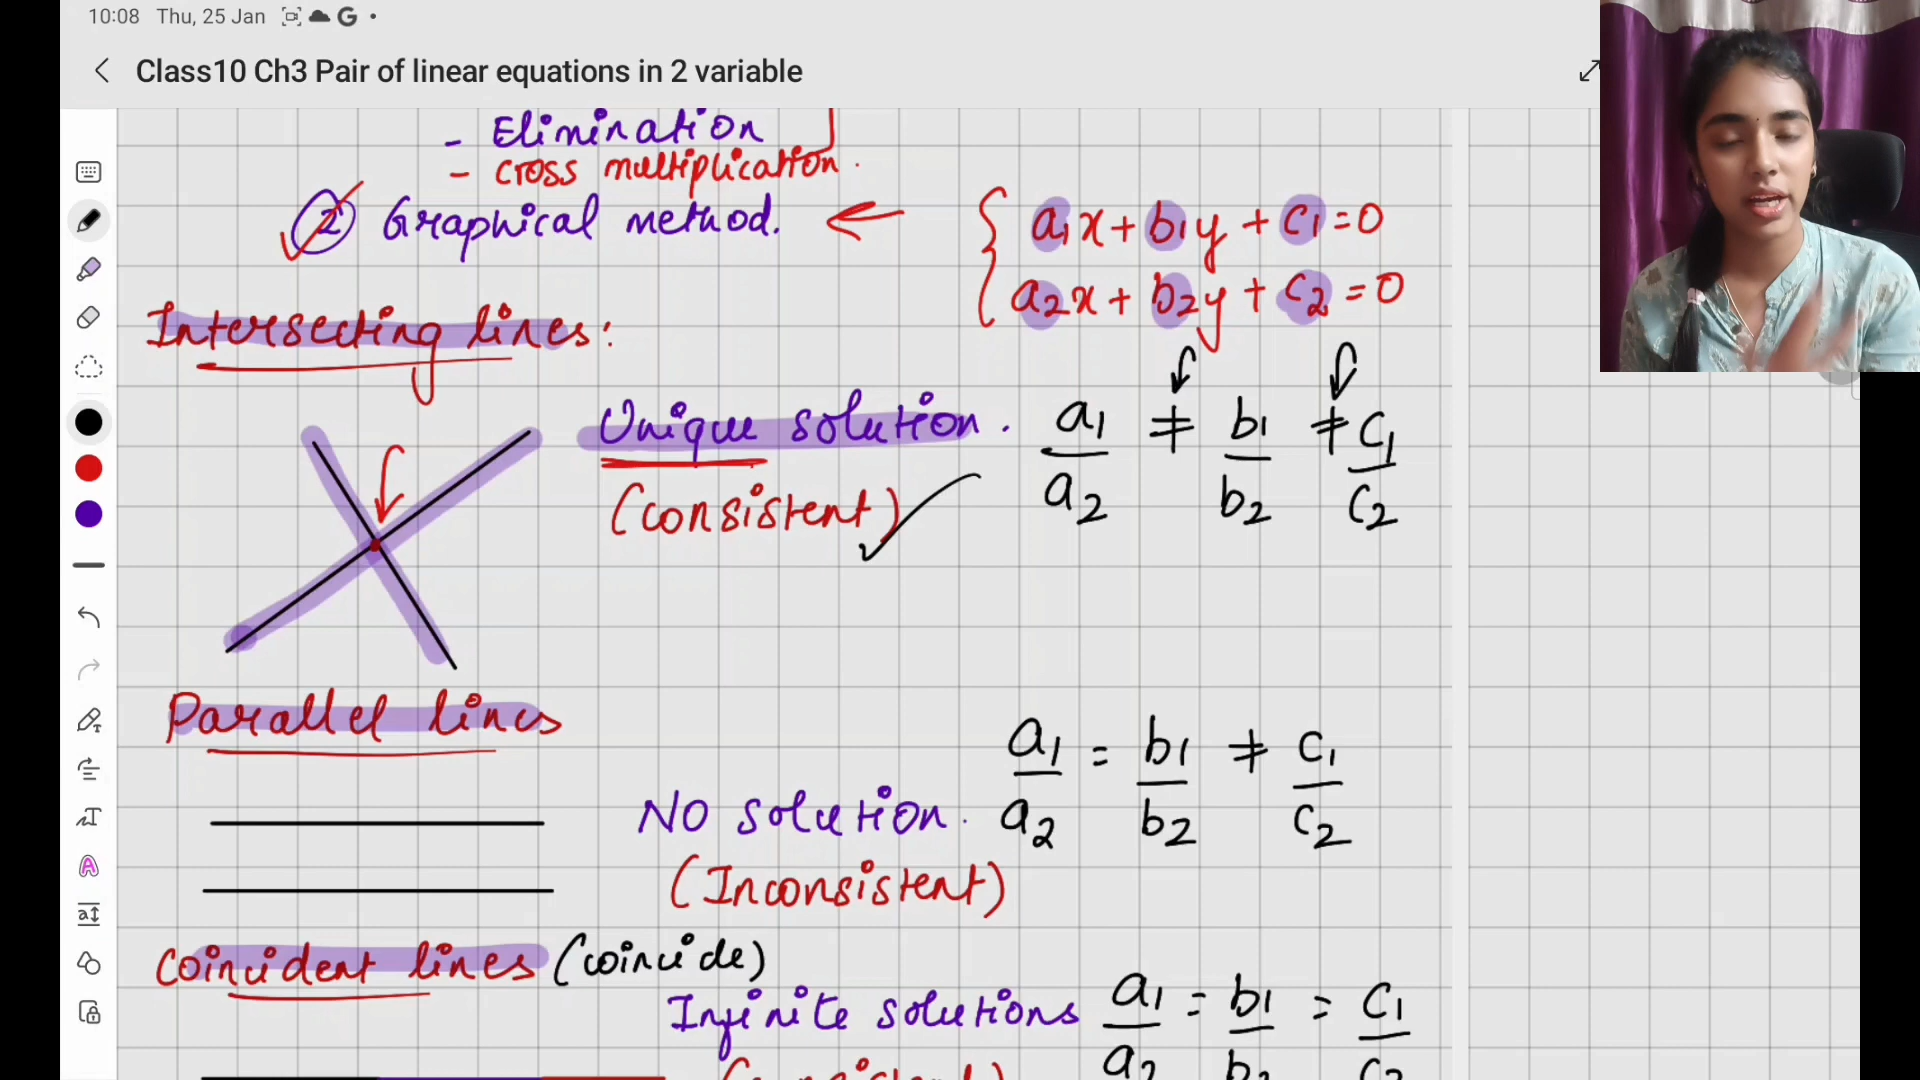 10:08 Thu, 25 Jan
Class10 Ch3 Pair of linear equations in 2 variable
- Elimination
- cross multiplication.
2 Graphical method.
a1x + b1y + c1 = 0
a2x + b2y + c2 = 0
Intersecting lines:
Unique solution. a1/a2 ≠ b1/b2 ≠ c1/c2
(consistent)
Parallel lines
a1/a2 = b1/b2 ≠ c1/c2
NO solution.
(Inconsistent)
Coincident lines (coincide)
Infinite solutions a1/a2 = b1/b2 = c1/c2